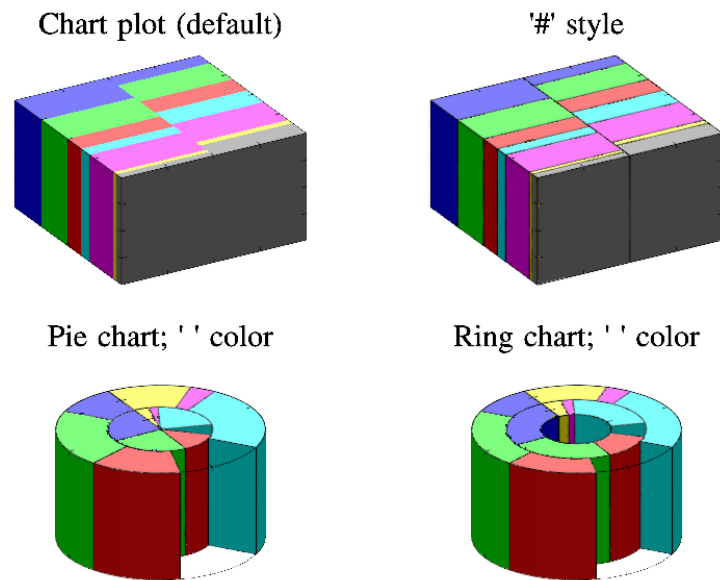 Chart plot (default)
'#' style
Pie chart; ' ' color
Ring chart; ' ' color